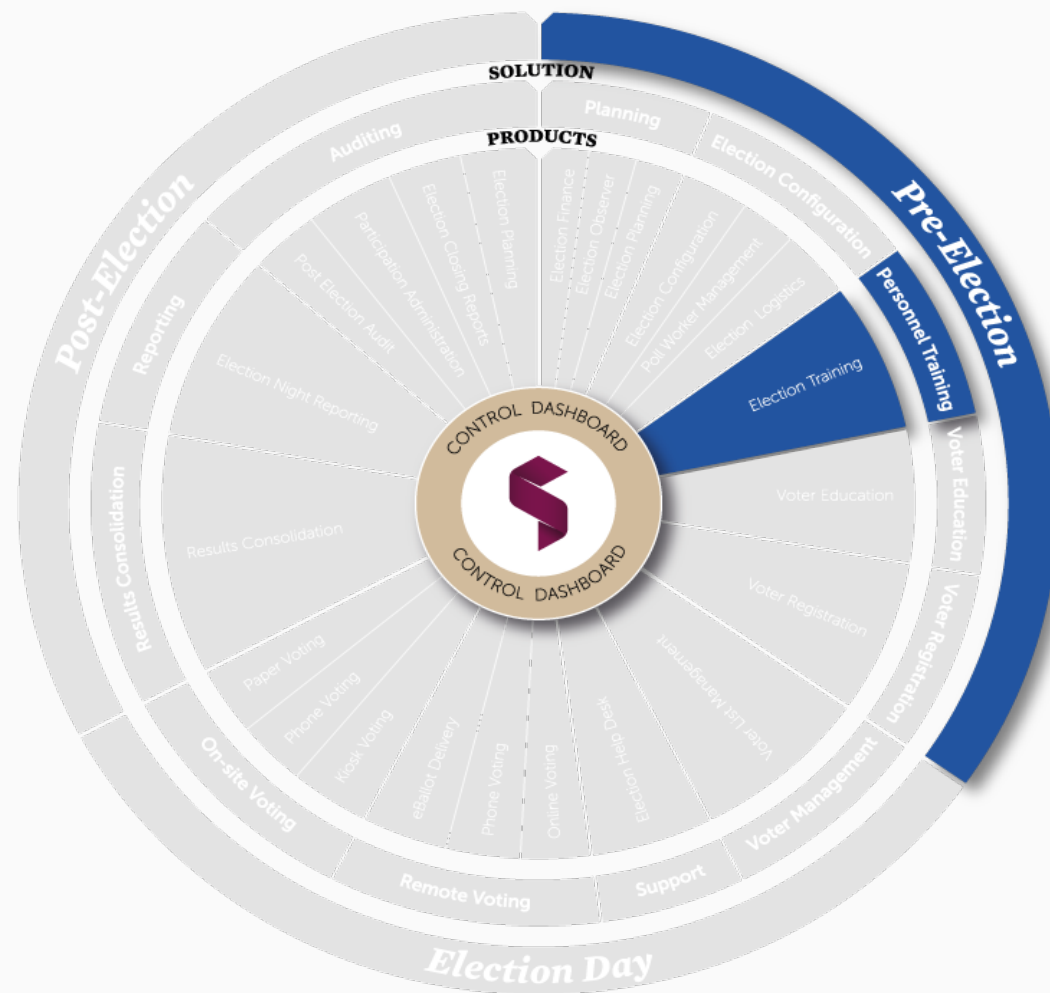 SOLUTION
PRODUCTS
Pre-Election
Election Day
Post-Election
Planning
Election Configuration
Personnel Training
Voter Education
Voter Registration
Voter Management
Support
Remote Voting
On-site Voting
Results Consolidation
Reporting
Auditing
Election Finance
Election Observer
Election Planning
Election Configuration
Poll Worker Management
Election Logistics
Election Training
Voter Education
Voter Registration
Voter List Management
Election Help Desk
Online Voting
Phone Voting
eBallot Delivery
Kiosk Voting
Phone Voting
Paper Voting
Results Consolidation
Election Night Reporting
Post Election Audit
Participation Administration
Election Closing Reports
Election Planning
CONTROL DASHBOARD
CONTROL DASHBOARD